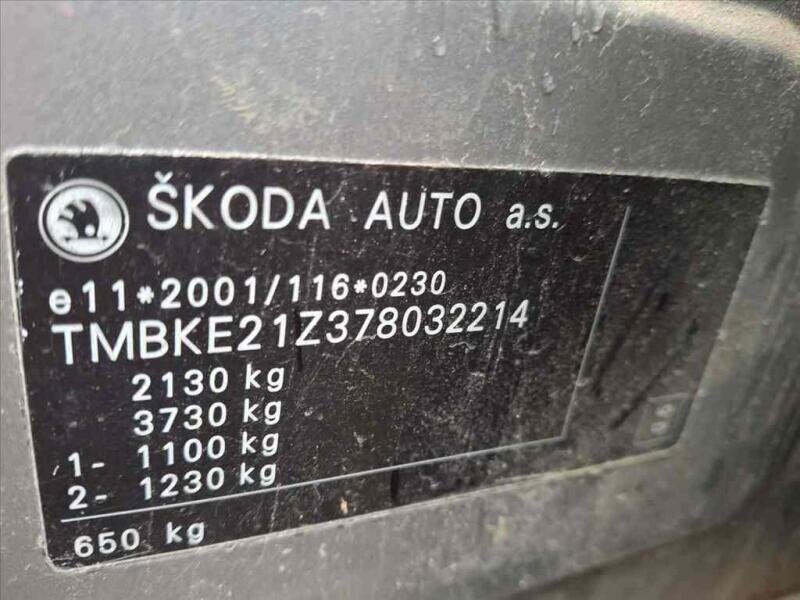 ŠKODA AUTO a.s.
e11*2001/116*0230
TMBKE21Z378032214
2130 kg
3730 kg
1- 1100 kg
2- 1230 kg
650 kg